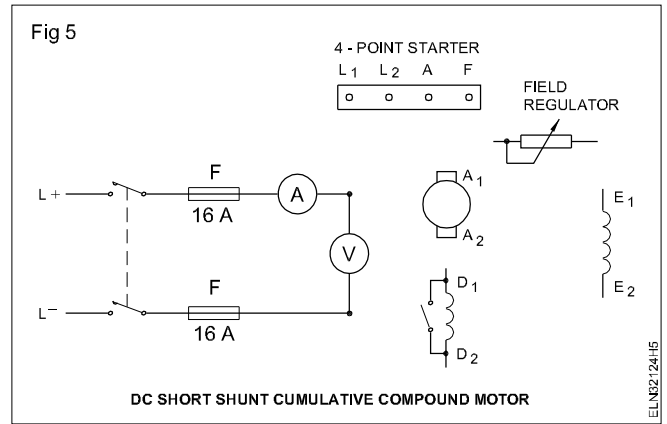 Fig 5
4 - POINT STARTER
L1 L2 A F
FIELD
REGULATOR
F
A
L+
16 A
V
A1
A2
E1
E2
F
L–
16 A
D1
D2
DC SHORT SHUNT CUMULATIVE COMPOUND MOTOR
ELN32124H5